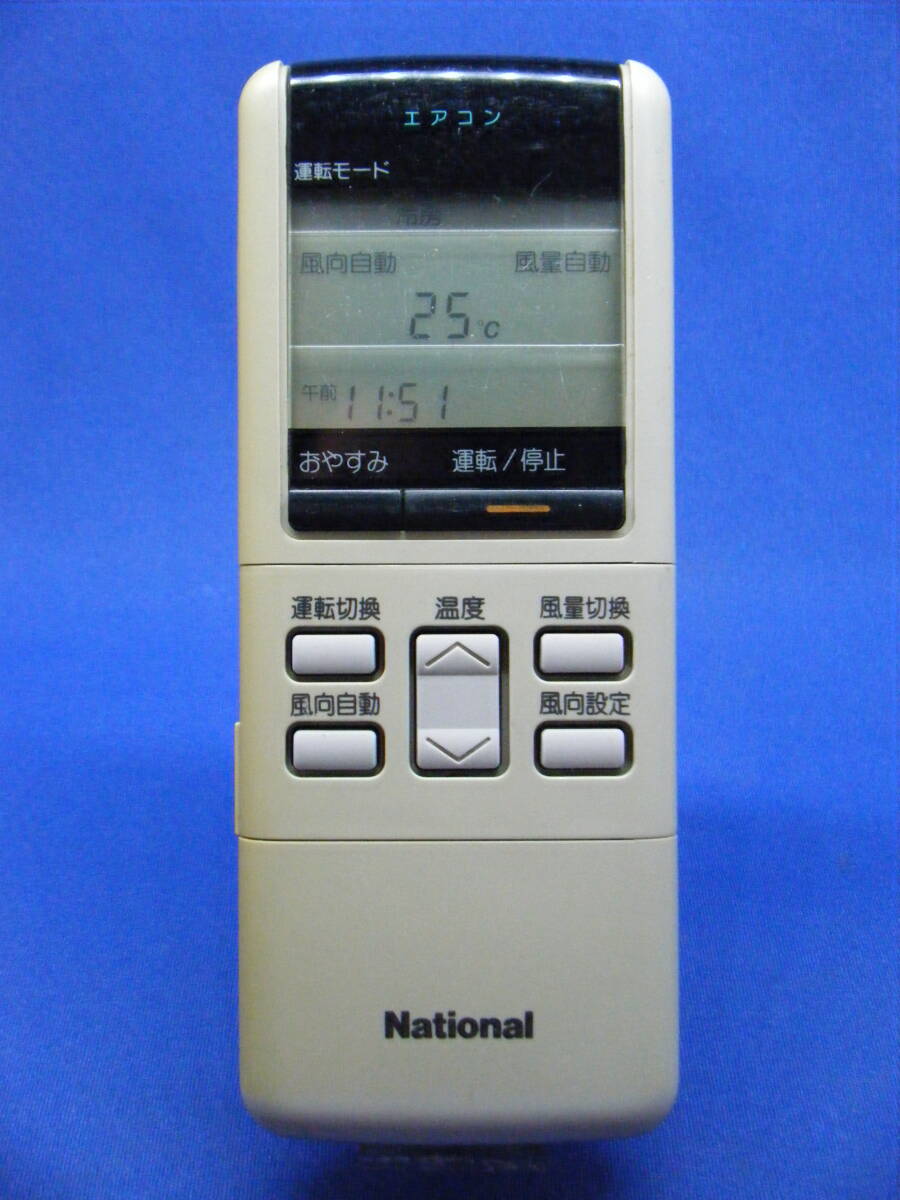 エアコン
運転モード
冷房
風向自動 風量自動
25℃
午前 11:51
おやすみ 運転/停止
運転切換 温度 風量切換
風向自動 風向設定
National